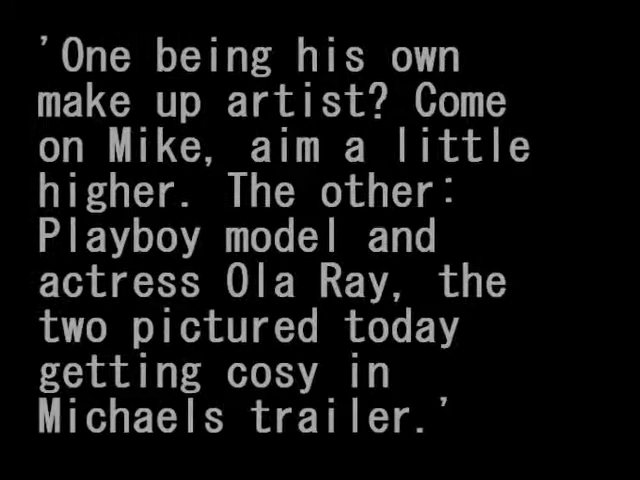 'One being his own
make up artist? Come
on Mike, aim a little
higher. The other:
Playboy model and
actress Ola Ray, the
two pictured today
getting cosy in
Michaels trailer.'